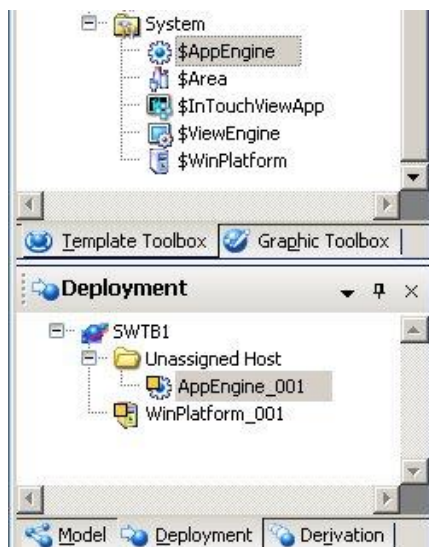 System
$AppEngine
$Area
$InTouchViewApp
$ViewEngine
$WinPlatform
Template Toolbox Graphic Toolbox
Deployment
SWTB1
Unassigned Host
AppEngine_001
WinPlatform_001
Model Deployment Derivation